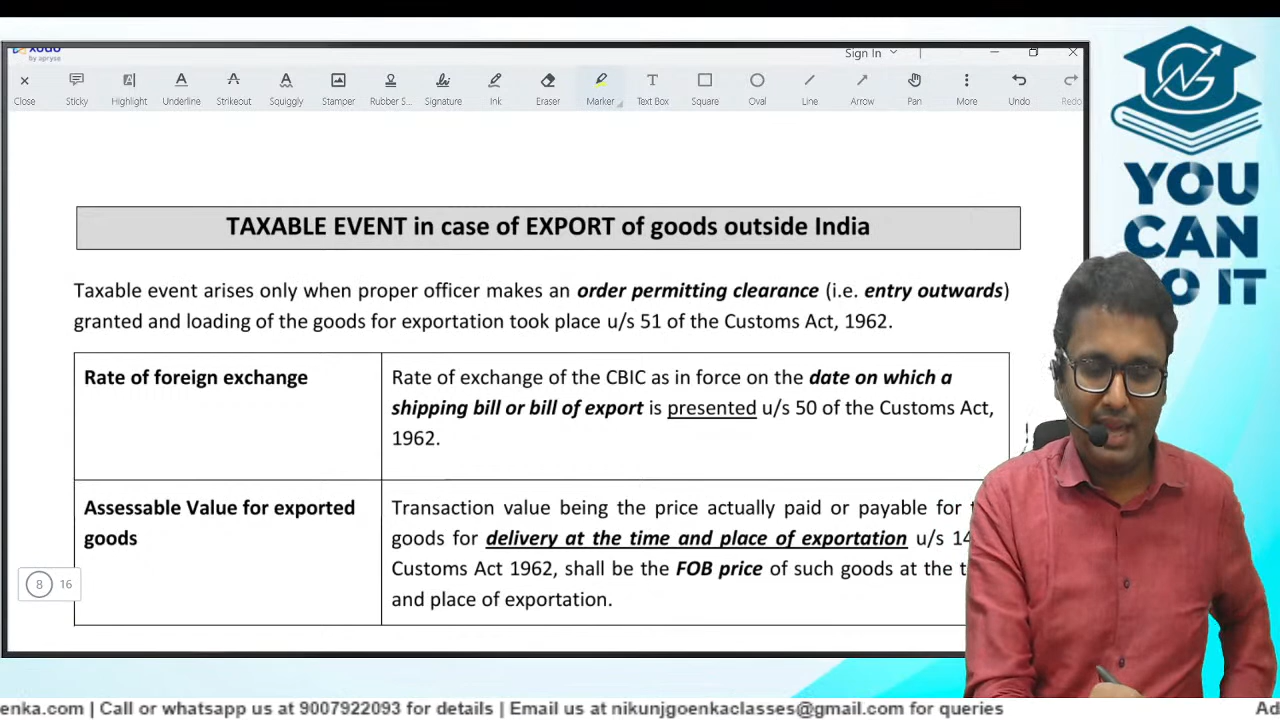 by apryse
Sign In
Close
Sticky
Highlight
Underline
Strikeout
Squiggly
Stamper
Signature
Ink
Eraser
Marker
Text Box
Square
Oval
Line
Arrow
Pan
More
Undo
Redo
YOU
CAN
O IT
TAXABLE EVENT in case of EXPORT of goods outside India
Taxable event arises only when proper officer makes an order permitting clearance (i.e. entry outwards)
granted and loading of the goods for exportation took place u/s 51 of the Customs Act, 1962.
Rate of foreign exchange
Rate of exchange of the CBIC as in force on the date on which a
shipping bill or bill of export is presented u/s 50 of the Customs Act,
1962.
Assessable Value for exported
goods
Transaction value being the price actually paid or payable for
goods for delivery at the time and place of exportation u/s 14
Customs Act 1962, shall be the FOB price of such goods at the
and place of exportation.
8 16
enka.com | Call or whatsapp us at 9007922093 for details | Email us at nikunjgoenkaclasses@gmail.com for queries
Ad